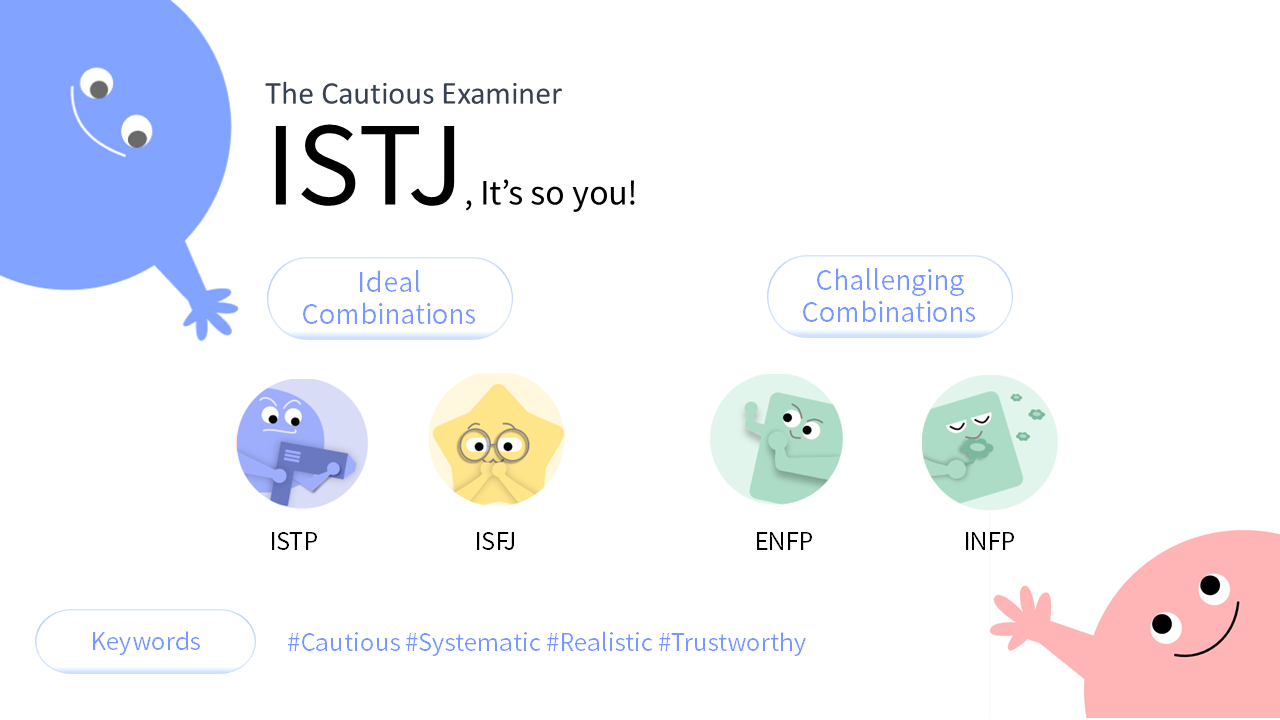 The Cautious Examiner
ISTJ, It’s so you!
Ideal
Combinations
Challenging
Combinations
ISTP
ISFJ
ENFP
INFP
Keywords
#Cautious #Systematic #Realistic #Trustworthy